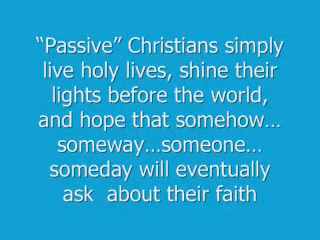 “Passive” Christians simply
live holy lives, shine their
lights before the world,
and hope that somehow…
someway…someone…
someday will eventually
ask  about their faith